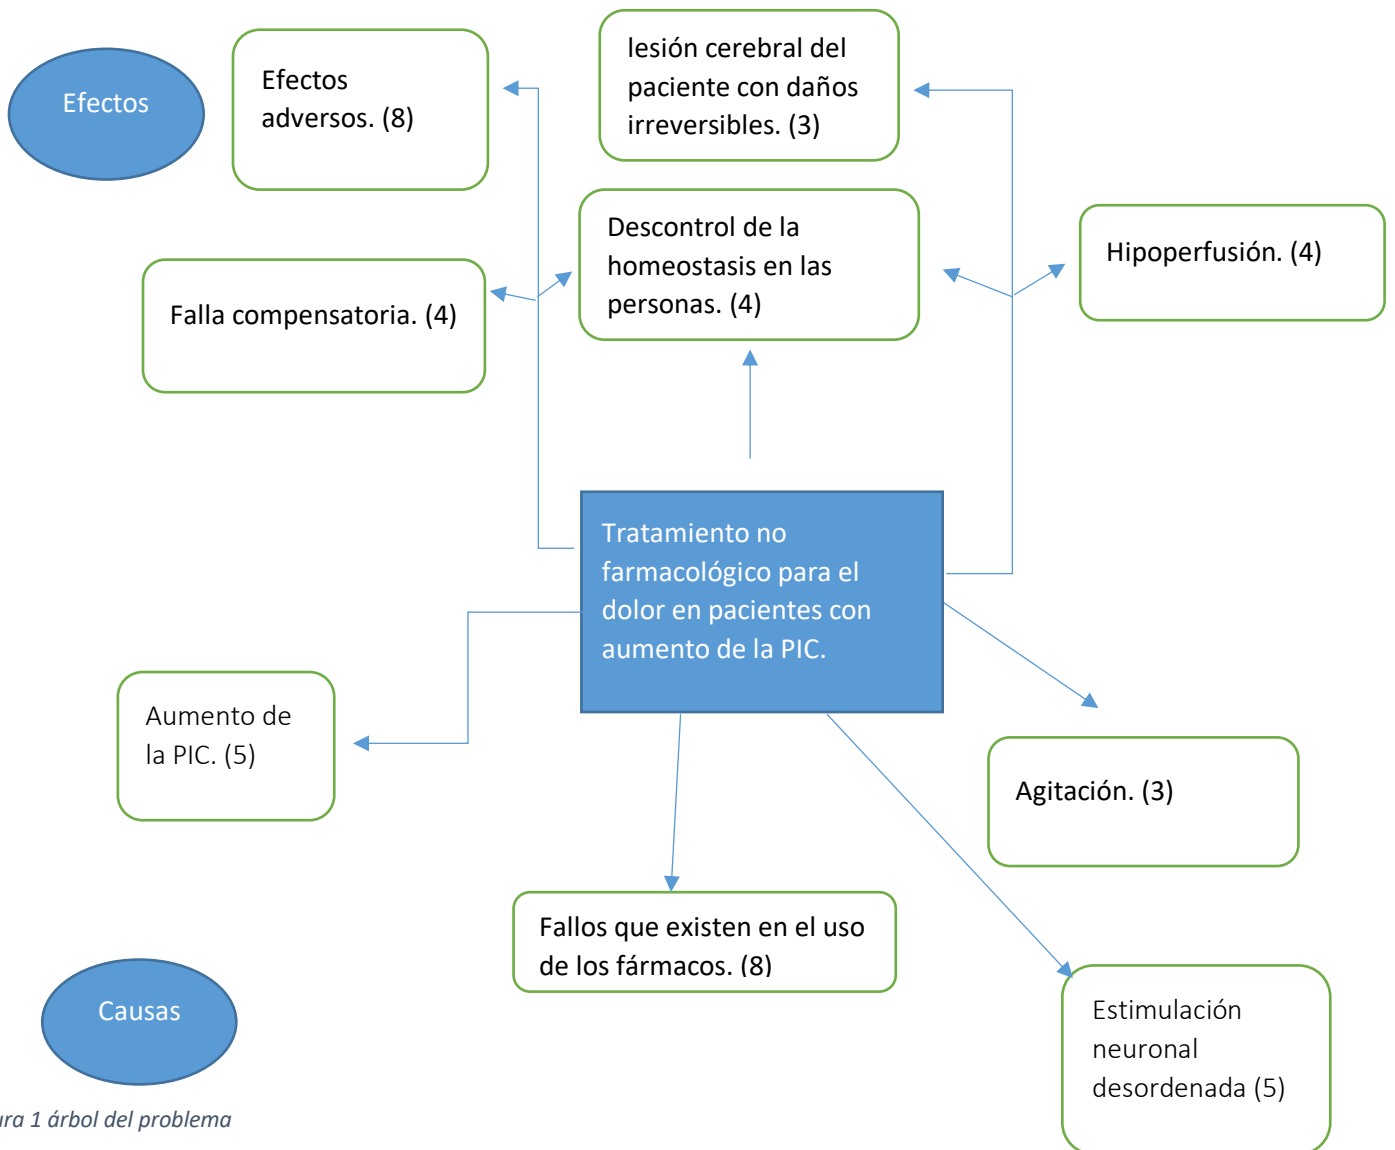 Efectos
Efectos
adversos. (8)
lesión cerebral del
paciente con daños
irreversibles. (3)
Falla compensatoria. (4)
Descontrol de la
homeostasis en las
personas. (4)
Hipoperfusión. (4)
Tratamiento no
farmacológico para el
dolor en pacientes con
aumento de la PIC.
Aumento de
la PIC. (5)
Agitación. (3)
Fallos que existen en el uso
de los fármacos. (8)
Estimulación
neuronal
desordenada (5)
Causas
ura 1 árbol del problema